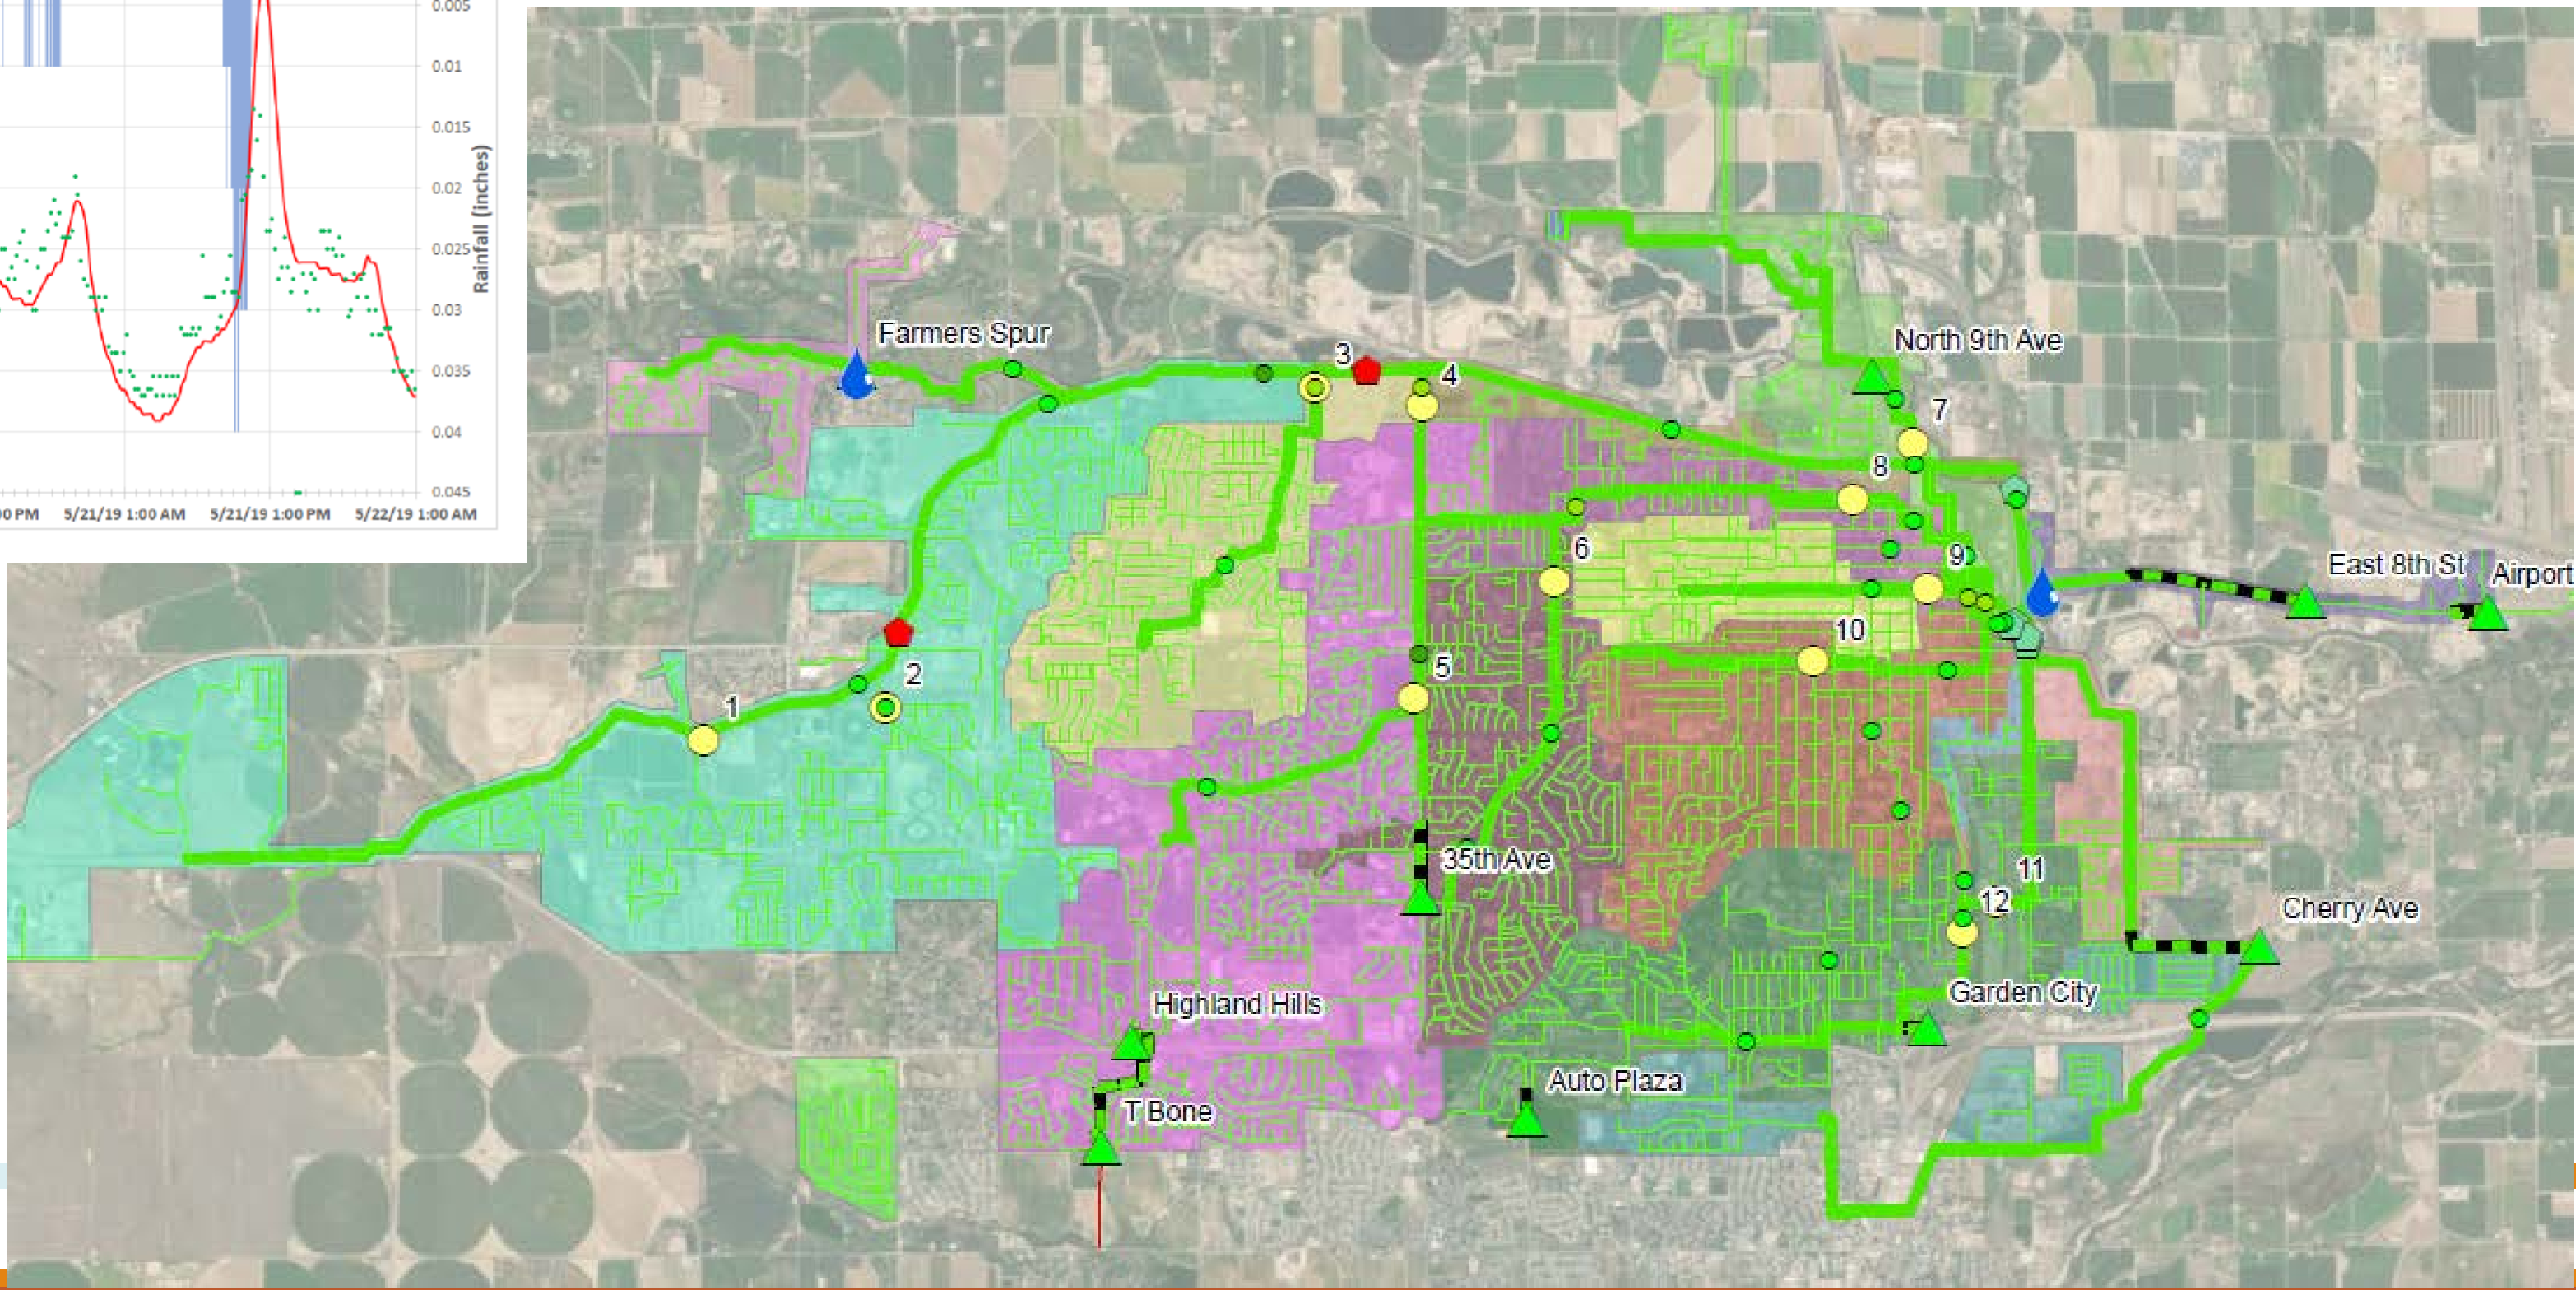 0.005
0.01
0.015
0.02
0.025
0.03
0.035
0.04
0.045
Rainfall (inches)
00 PM 5/21/19 1:00 AM 5/21/19 1:00 PM 5/22/19 1:00 AM
Farmers Spur
North 9th Ave
3
4
7
8
9
6
East 8th St
Airport
10
5
2
1
35th Ave
11
12
Cherry Ave
Garden City
Highland Hills
Auto Plaza
T Bone